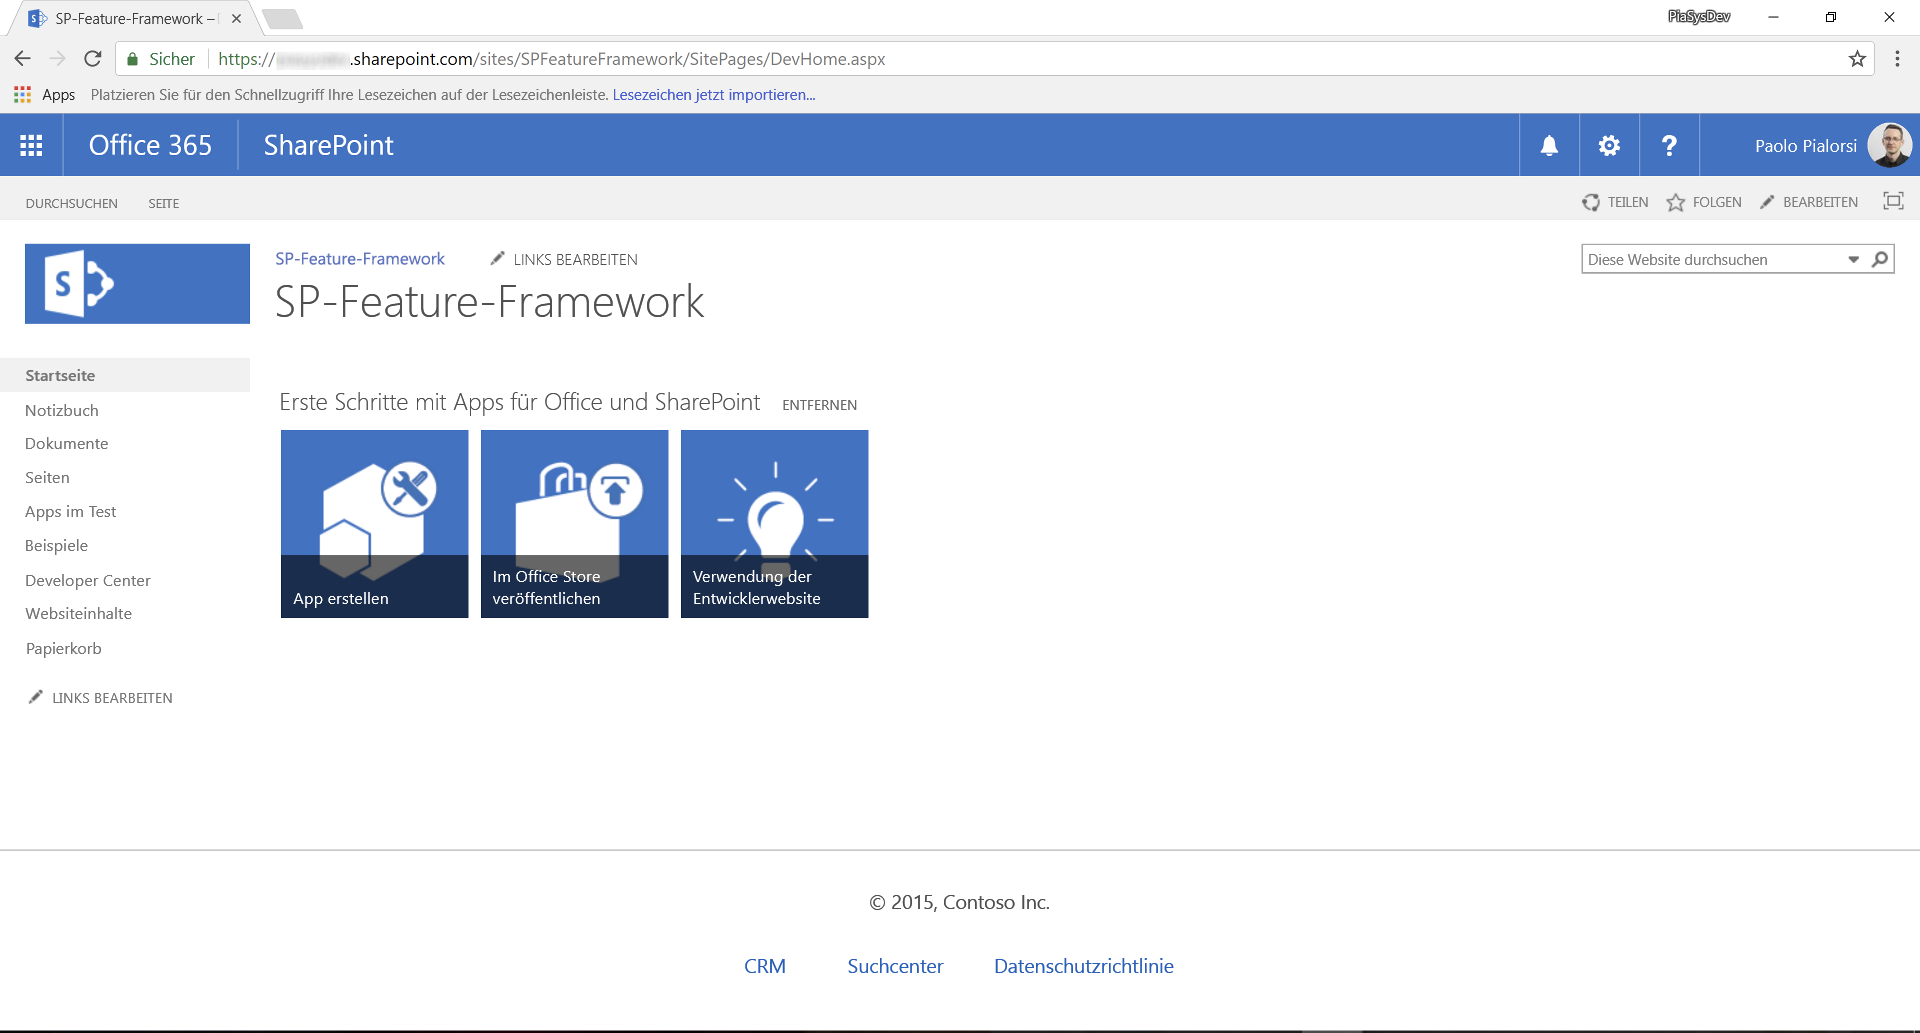 SP-Feature-Framework –
PiaSysDev
Sicher https:// .sharepoint.com/sites/SPFeatureFramework/SitePages/DevHome.aspx
Apps Platzieren Sie für den Schnellzugriff Ihre Lesezeichen auf der Lesezeichenleiste. Lesezeichen jetzt importieren...
Office 365 SharePoint ? Paolo Pialorsi
DURCHSUCHEN SEITE TEILEN FOLGEN BEARBEITEN
S
SP-Feature-Framework LINKS BEARBEITEN Diese Website durchsuchen
SP-Feature-Framework
Startseite
Notizbuch
Dokumente
Seiten
Apps im Test
Beispiele
Developer Center
Websiteinhalte
Papierkorb
LINKS BEARBEITEN
Erste Schritte mit Apps für Office und SharePoint ENTFERNEN
App erstellen
Im Office Store
veröffentlichen
Verwendung der
Entwicklerwebsite
© 2015, Contoso Inc.
CRM Suchcenter Datenschutzrichtlinie